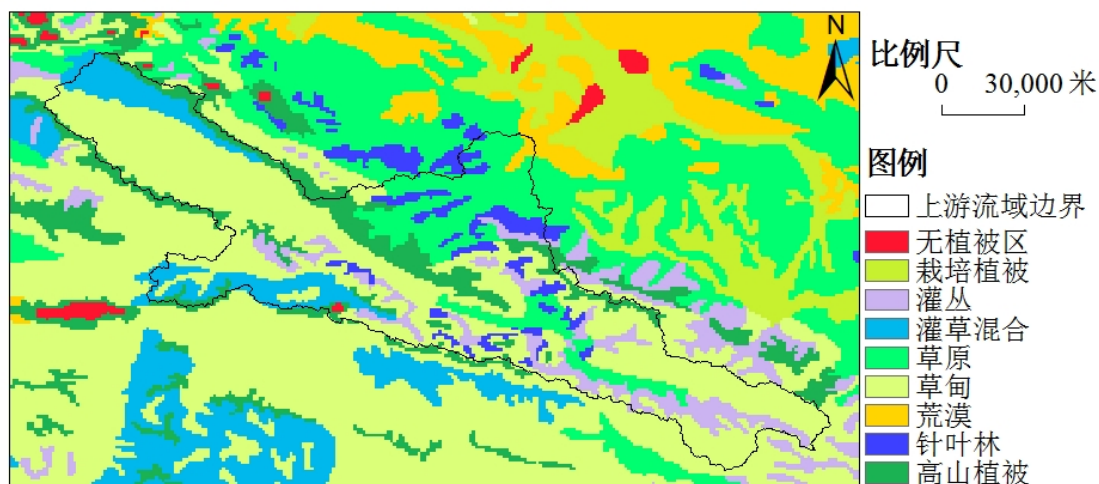 N
比例尺
0 30,000 米
图例
上游流域边界
无植被区
栽培植被
灌丛
灌草混合
草原
草甸
荒漠
针叶林
高山植被